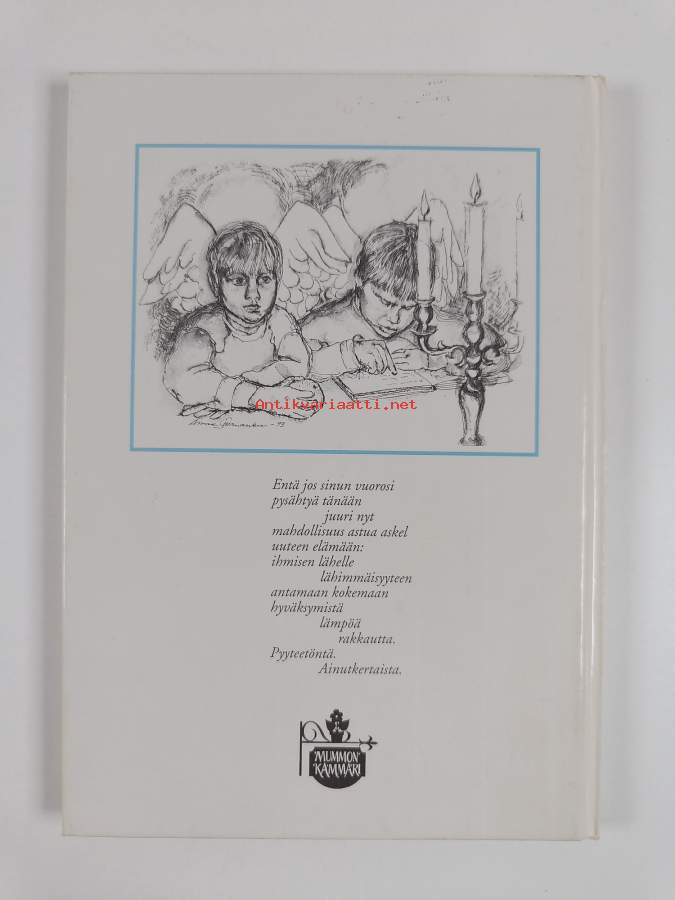 Antikvariaatti.net
-93
Entä jos sinun vuorosi
pysähtyä tänään
juuri nyt
mahdollisuus astua askel
uuteen elämään:
ihmisen lähelle
lähimmäisyyteen
antamaan kokemaan
hyväksymistä
lämpöä
rakkautta.
Pyyteetöntä.
Ainutkertaista.
MUMMON
KAMMARI